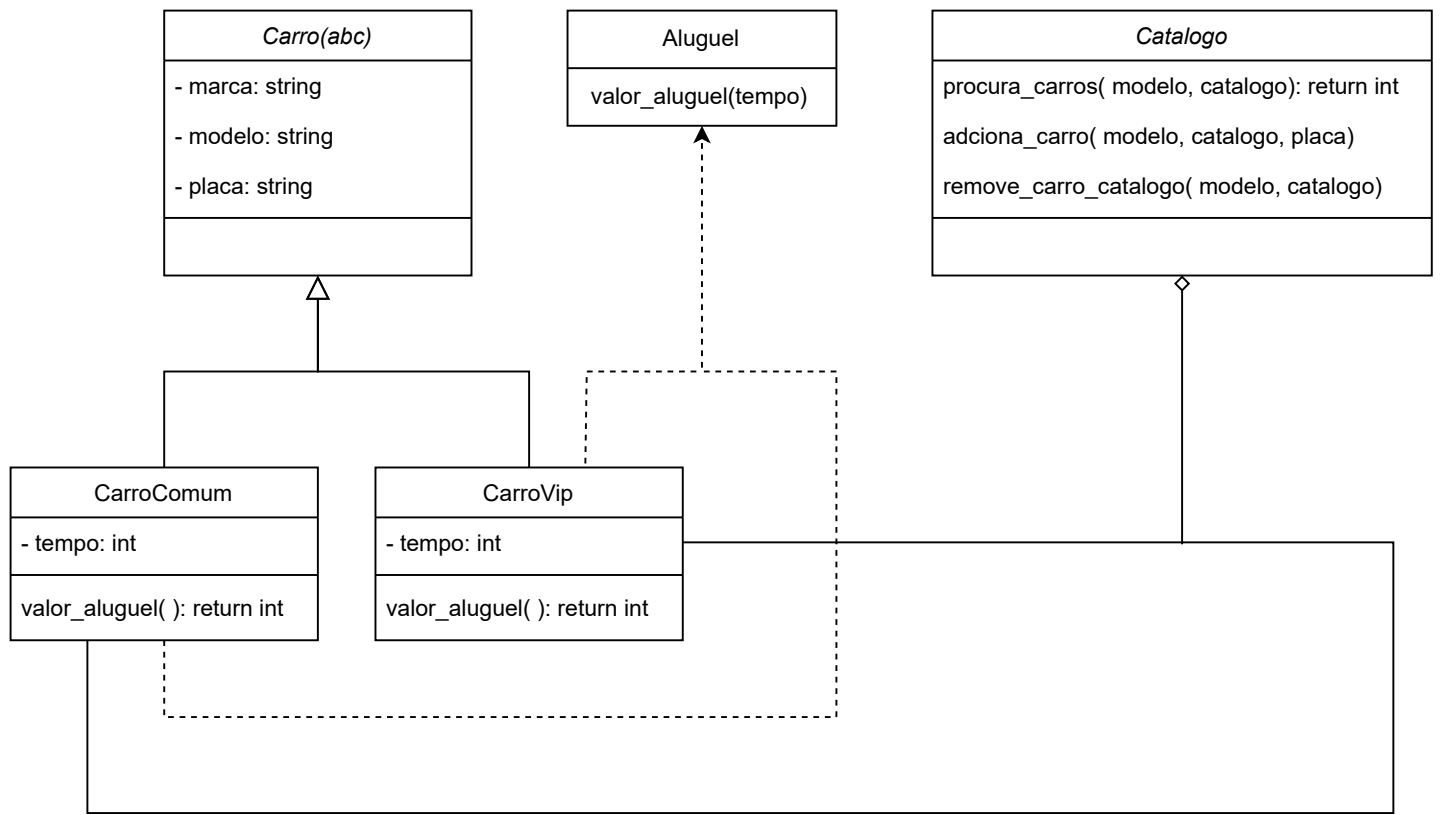 Carro(abc)
- marca: string
- modelo: string
- placa: string
Aluguel
valor_aluguel(tempo)
Catalogo
procura_carros( modelo, catalogo): return int
adciona_carro( modelo, catalogo, placa)
remove_carro_catalogo( modelo, catalogo)
CarroComum
- tempo: int
valor_aluguel( ): return int
CarroVip
- tempo: int
valor_aluguel( ): return int